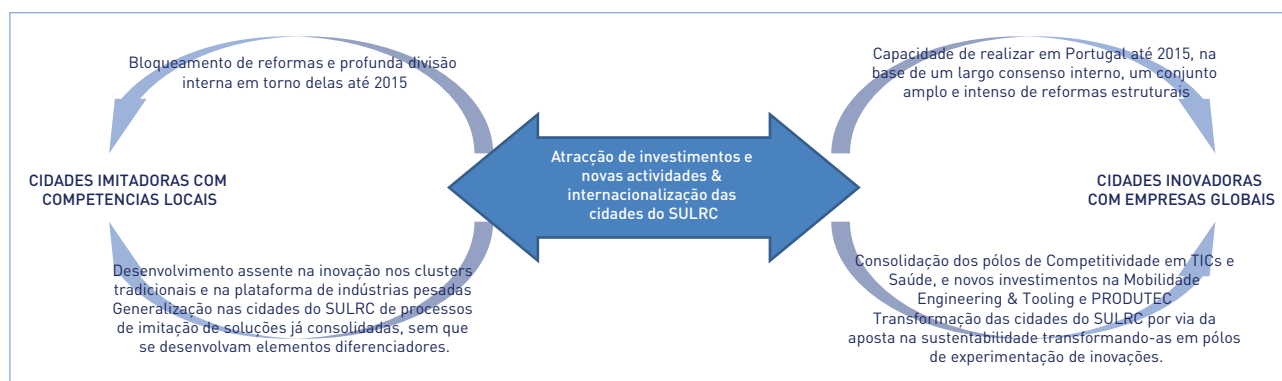 Bloqueamento de reformas e profunda divisão
interna em torno delas até 2015
CIDADES IMITADORAS COM
COMPETENCIAS LOCAIS
Desenvolvimento assente na inovação nos clusters
tradicionais e na plataforma de indústrias pesadas
Generalização nas cidades do SULRC de processos
de imitação de soluções já consolidadas, sem que
se desenvolvam elementos diferenciadores.
Atracção de investimentos e
novas actividades &
internacionalização das
cidades do SULRC
Capacidade de realizar em Portugal até 2015, na
base de um largo consenso interno, um conjunto
amplo e intenso de reformas estruturais
CIDADES INOVADORAS
COM EMPRESAS GLOBAIS
Consolidação dos pólos de Competitividade em TICs e
Saúde, e novos investimentos na Mobilidade
Engineering & Tooling e PRODUTEC
Transformação das cidades do SULRC por via da
aposta na sustentabilidade transformando-as em pólos
de experimentação de inovações.